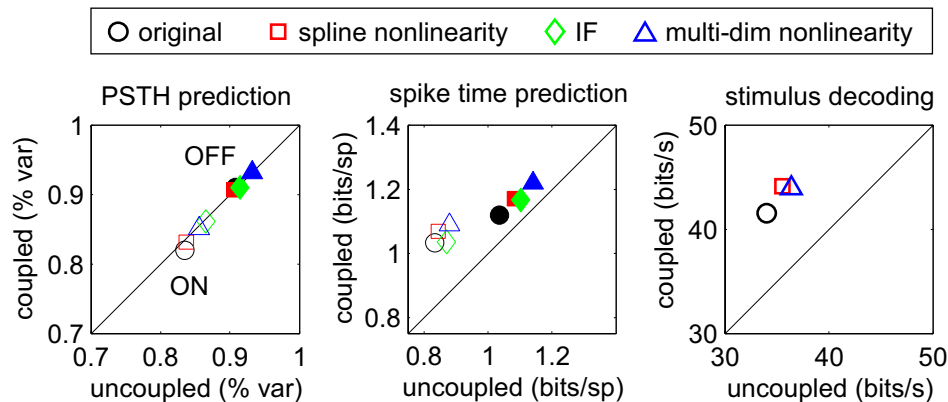 original spline nonlinearity IF multi-dim nonlinearity
PSTH prediction
coupled (% var)
1
0.9
0.8
0.7
OFF
ON
0.7 0.8 0.9 1
uncoupled (% var)
spike time prediction
coupled (bits/sp)
1.4
1.2
1
0.8
0.8 1 1.2
uncoupled (bits/sp)
stimulus decoding
coupled (bits/s)
50
40
30
30 40 50
uncoupled (bits/s)